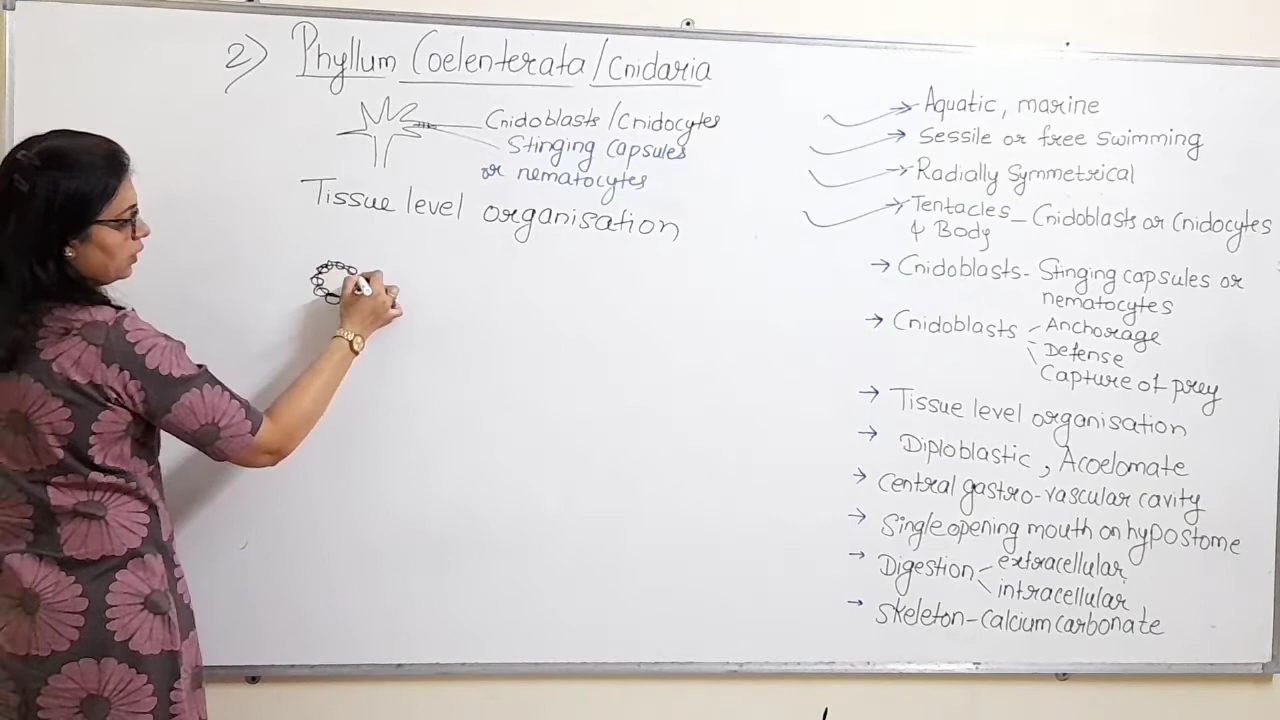 2) Phyllum Coelenterata/Cnidaria
Cnidoblasts/Cnidocytes
Stinging capsules
or nematocytes
Tissue level organisation
→ Aquatic, marine
→ Sessile or free swimming
→ Radially Symmetrical
→ Tentacles - Cnidoblasts or Cnidocytes
& Body
→ Cnidoblasts - Stinging capsules or
nematocytes
→ Cnidoblasts - Anchorage
- Defense
\ Capture of prey
→ Tissue level organisation
→ Diploblastic, Acoelomate
→ Central gastro-vascular cavity
→ Single opening mouth on hypostome
→ Digestion - extracellular
\ intracellular
→ Skeleton - Calcium carbonate